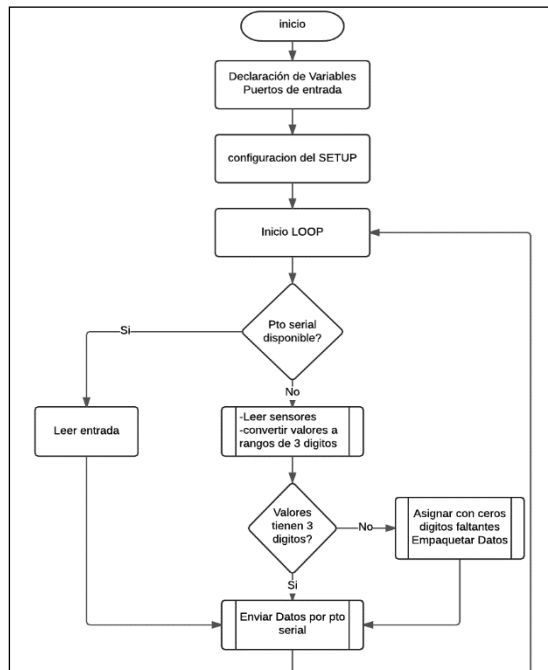 inicio
Declaración de Variables
Puertos de entrada
configuracion del SETUP
Inicio LOOP
Pto serial
disponible?
Si
No
Leer entrada
-Leer sensores
-convertir valores a
rangos de 3 digitos
Valores
tienen 3
digitos?
No
Asignar con ceros
digitos faltantes
Empaquetar Datos
Si
Enviar Datos por pto
serial